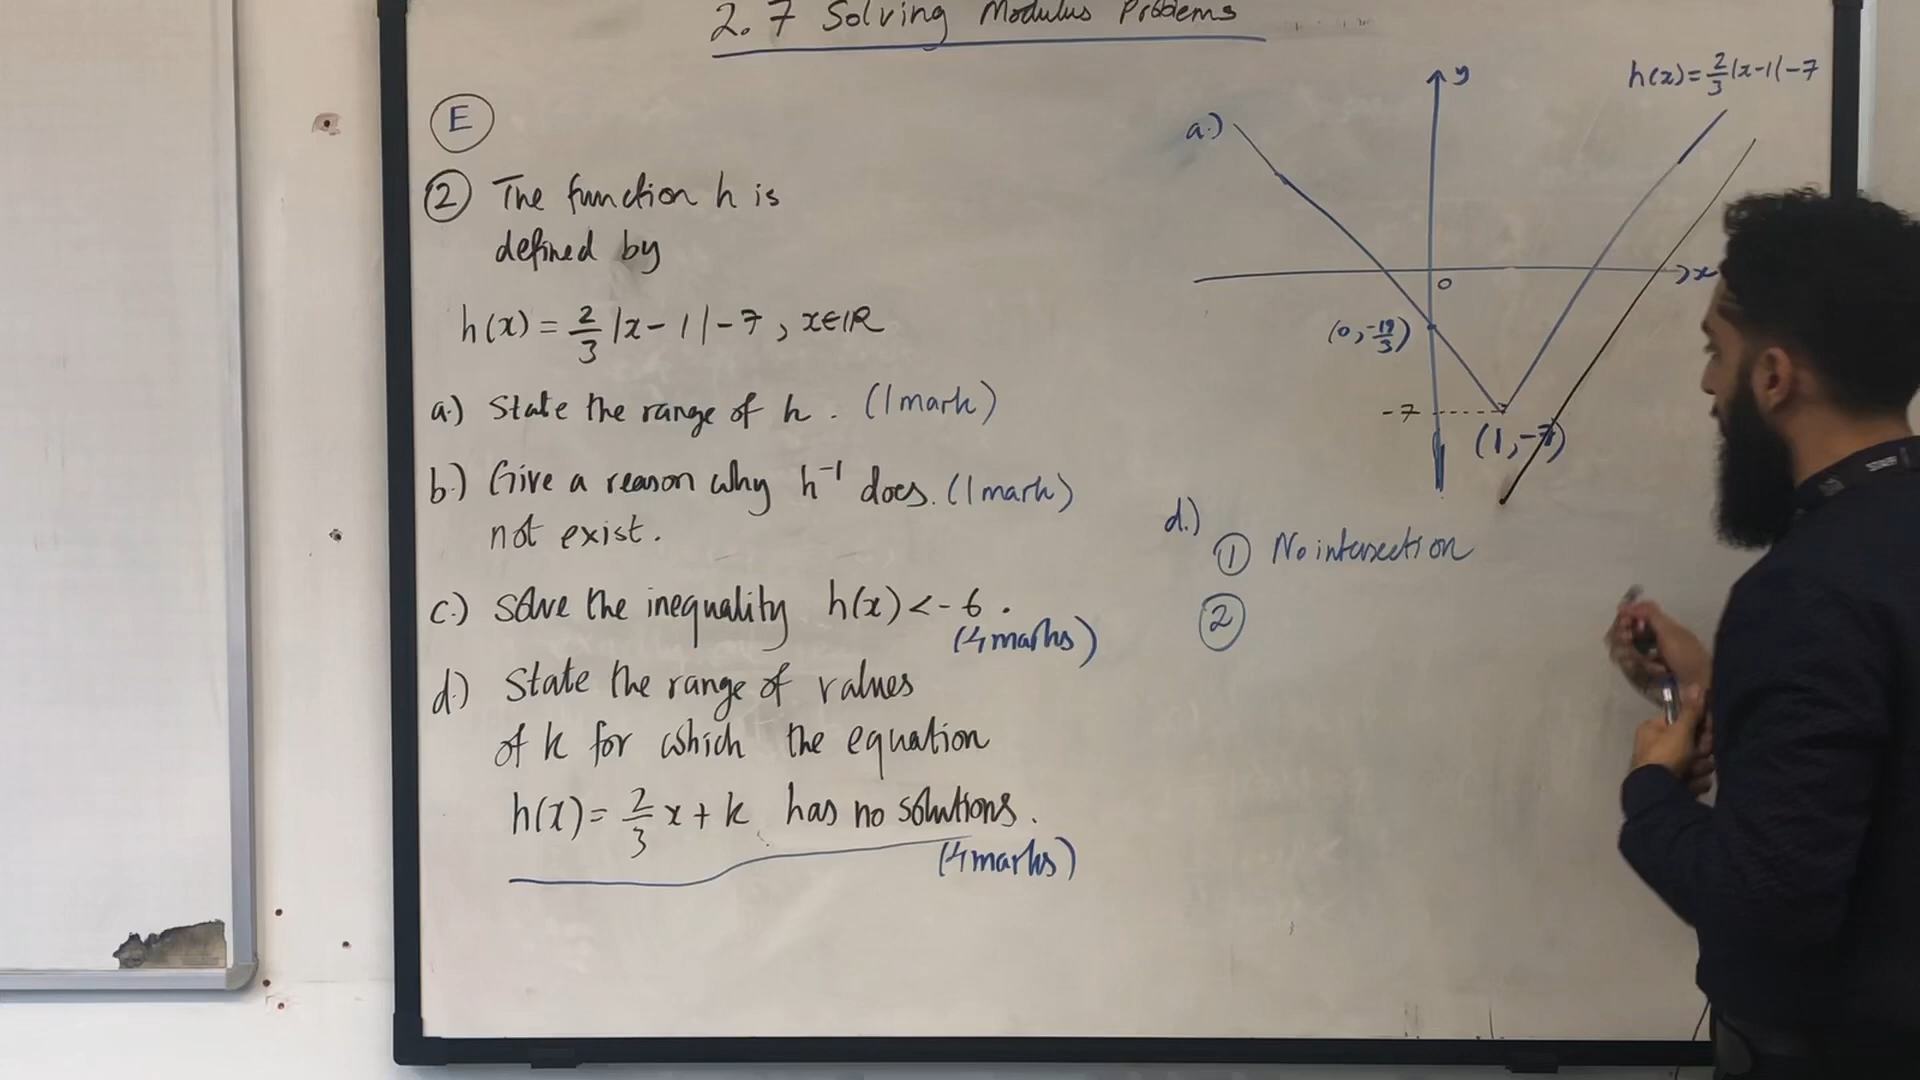 2.7 Solving Modulus Problems
E
② The function h is
defined by
h(x) = 2/3 |x-1| - 7, x∈ℝ
a.) State the range of h. (1 mark)
b.) Give a reason why h⁻¹ does. (1 mark)
not exist.
c.) Solve the inequality h(x) < -6.
(4 marks)
d.) State the range of values
of k for which the equation
h(x) = 2/3 x + k has no solutions.
(4 marks)
a.)
y
h(x) = 2/3 |x-1| - 7
x
0
(0, -19/3)
-7
(1, -7)
d.)
① No intersection
②